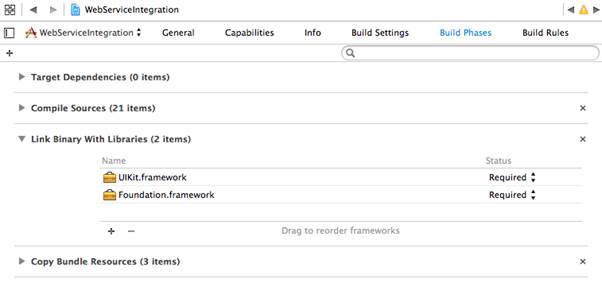 WebServiceIntegration
WebServiceIntegration General Capabilities Info Build Settings Build Phases Build Rules
+
Target Dependencies (0 items)
Compile Sources (21 items)
Link Binary With Libraries (2 items)
Name Status
UIKit.framework Required
Foundation.framework Required
+ − Drag to reorder frameworks
Copy Bundle Resources (3 items)